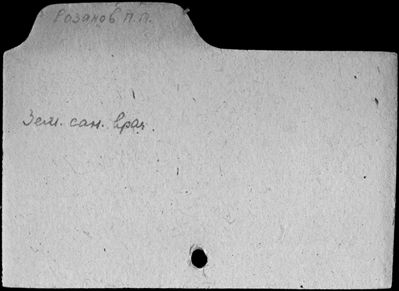 Розанов П.П.
Зем. сан. врач.